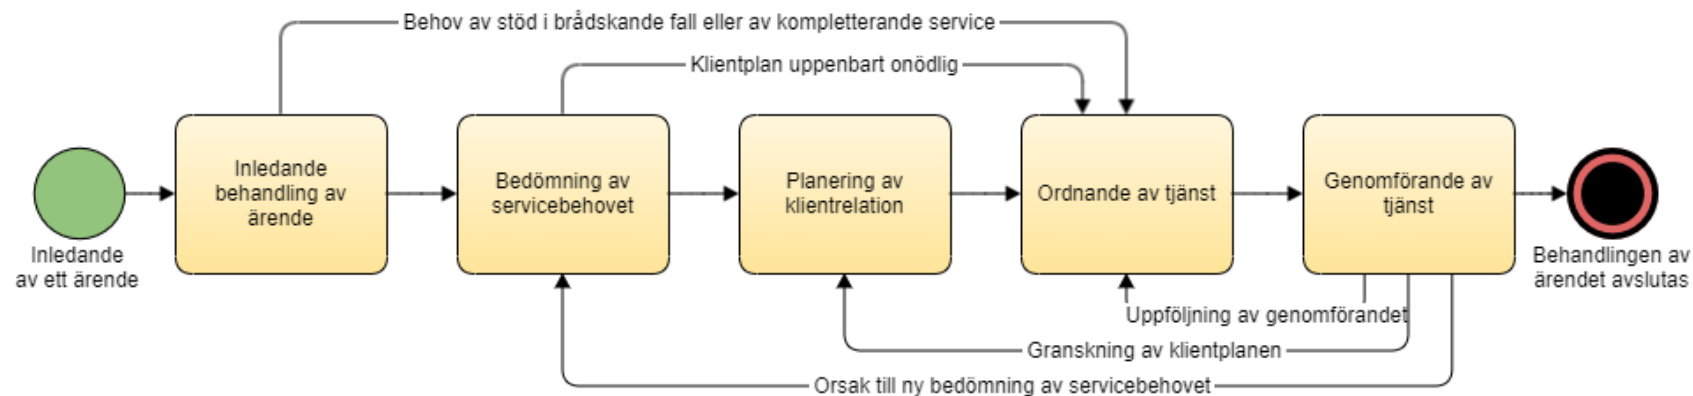 Behov av stöd i brådskande fall eller av kompletterande service
Klientplan uppenbart onödlig
Inledande
behandling av
ärende
Bedömning av
servicebehovet
Planering av
klientrelation
Ordnande av tjänst
Genomförande av
tjänst
Inledande
av ett ärende
Behandlingen av
ärendet avslutas
Uppföljning av genomförandet
Granskning av klientplanen
Orsak till ny bedömning av servicebehovet